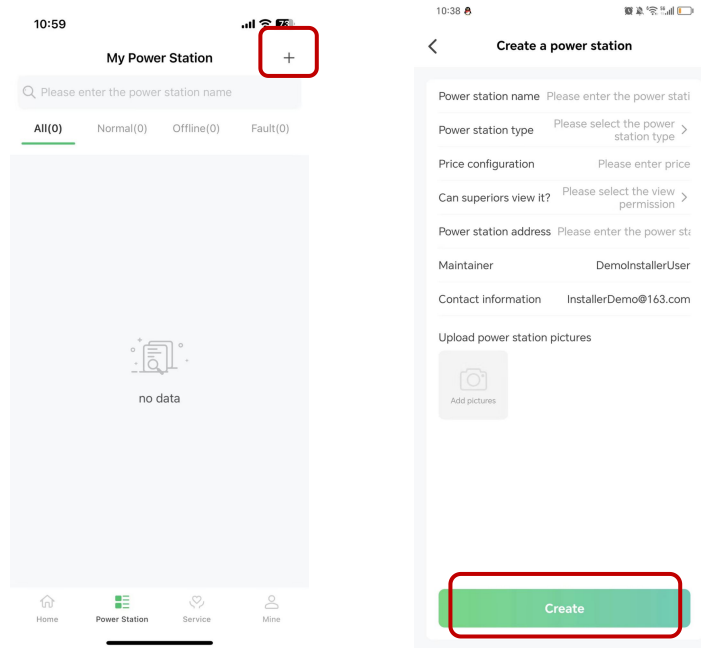 10:59
73
My Power Station
+
Please enter the power station name
All(0) Normal(0) Offline(0) Fault(0)
no data
Home Power Station Service Mine
10:38
Create a power station
Power station name Please enter the power stati
Power station type Please select the power
station type
Price configuration Please enter price
Can superiors view it? Please select the view
permission
Power station address Please enter the power sta
Maintainer DemoInstallerUser
Contact information InstallerDemo@163.com
Upload power station pictures
Add pictures
Create